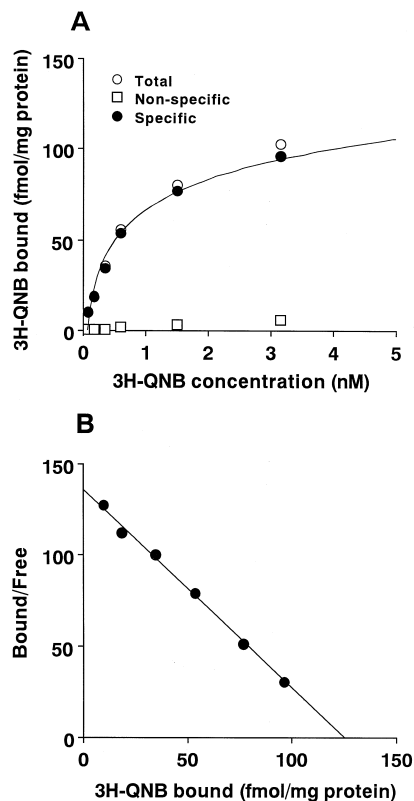 A
3H-QNB bound (fmol/mg protein)
150
100
50
0
Total
Non-specific
Specific
0 1 2 3 4 5
3H-QNB concentration (nM)
B
Bound/Free
150
100
50
0
0 50 100 150
3H-QNB bound (fmol/mg protein)